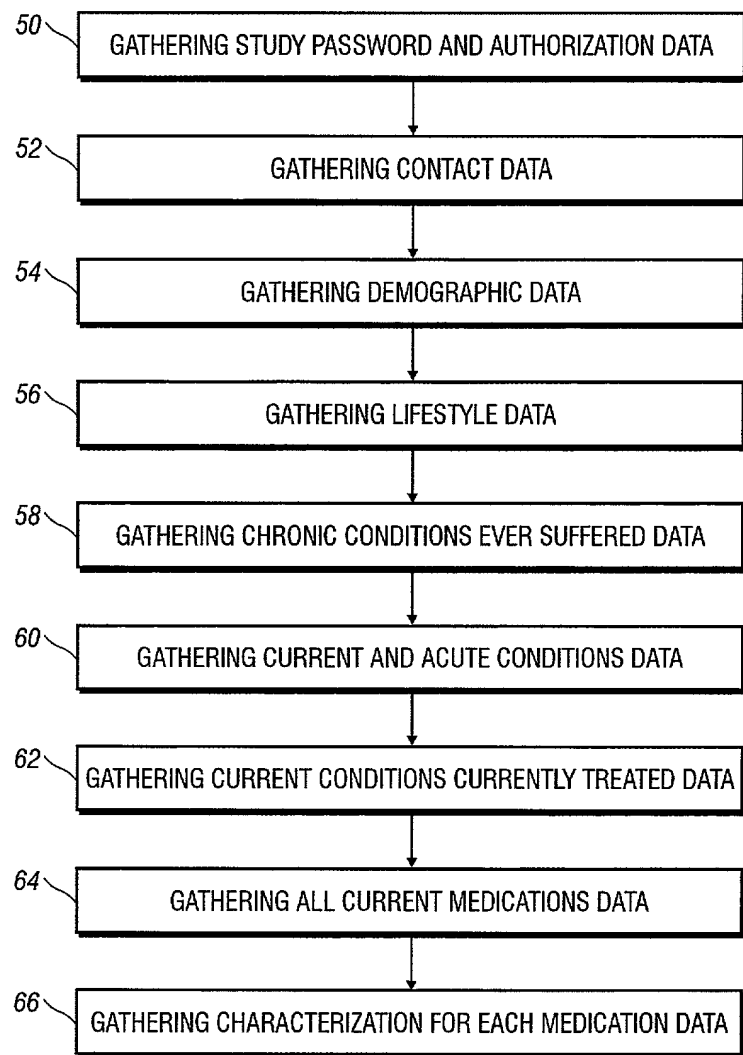 50 GATHERING STUDY PASSWORD AND AUTHORIZATION DATA
52 GATHERING CONTACT DATA
54 GATHERING DEMOGRAPHIC DATA
56 GATHERING LIFESTYLE DATA
58 GATHERING CHRONIC CONDITIONS EVER SUFFERED DATA
60 GATHERING CURRENT AND ACUTE CONDITIONS DATA
62 GATHERING CURRENT CONDITIONS CURRENTLY TREATED DATA
64 GATHERING ALL CURRENT MEDICATIONS DATA
66 GATHERING CHARACTERIZATION FOR EACH MEDICATION DATA